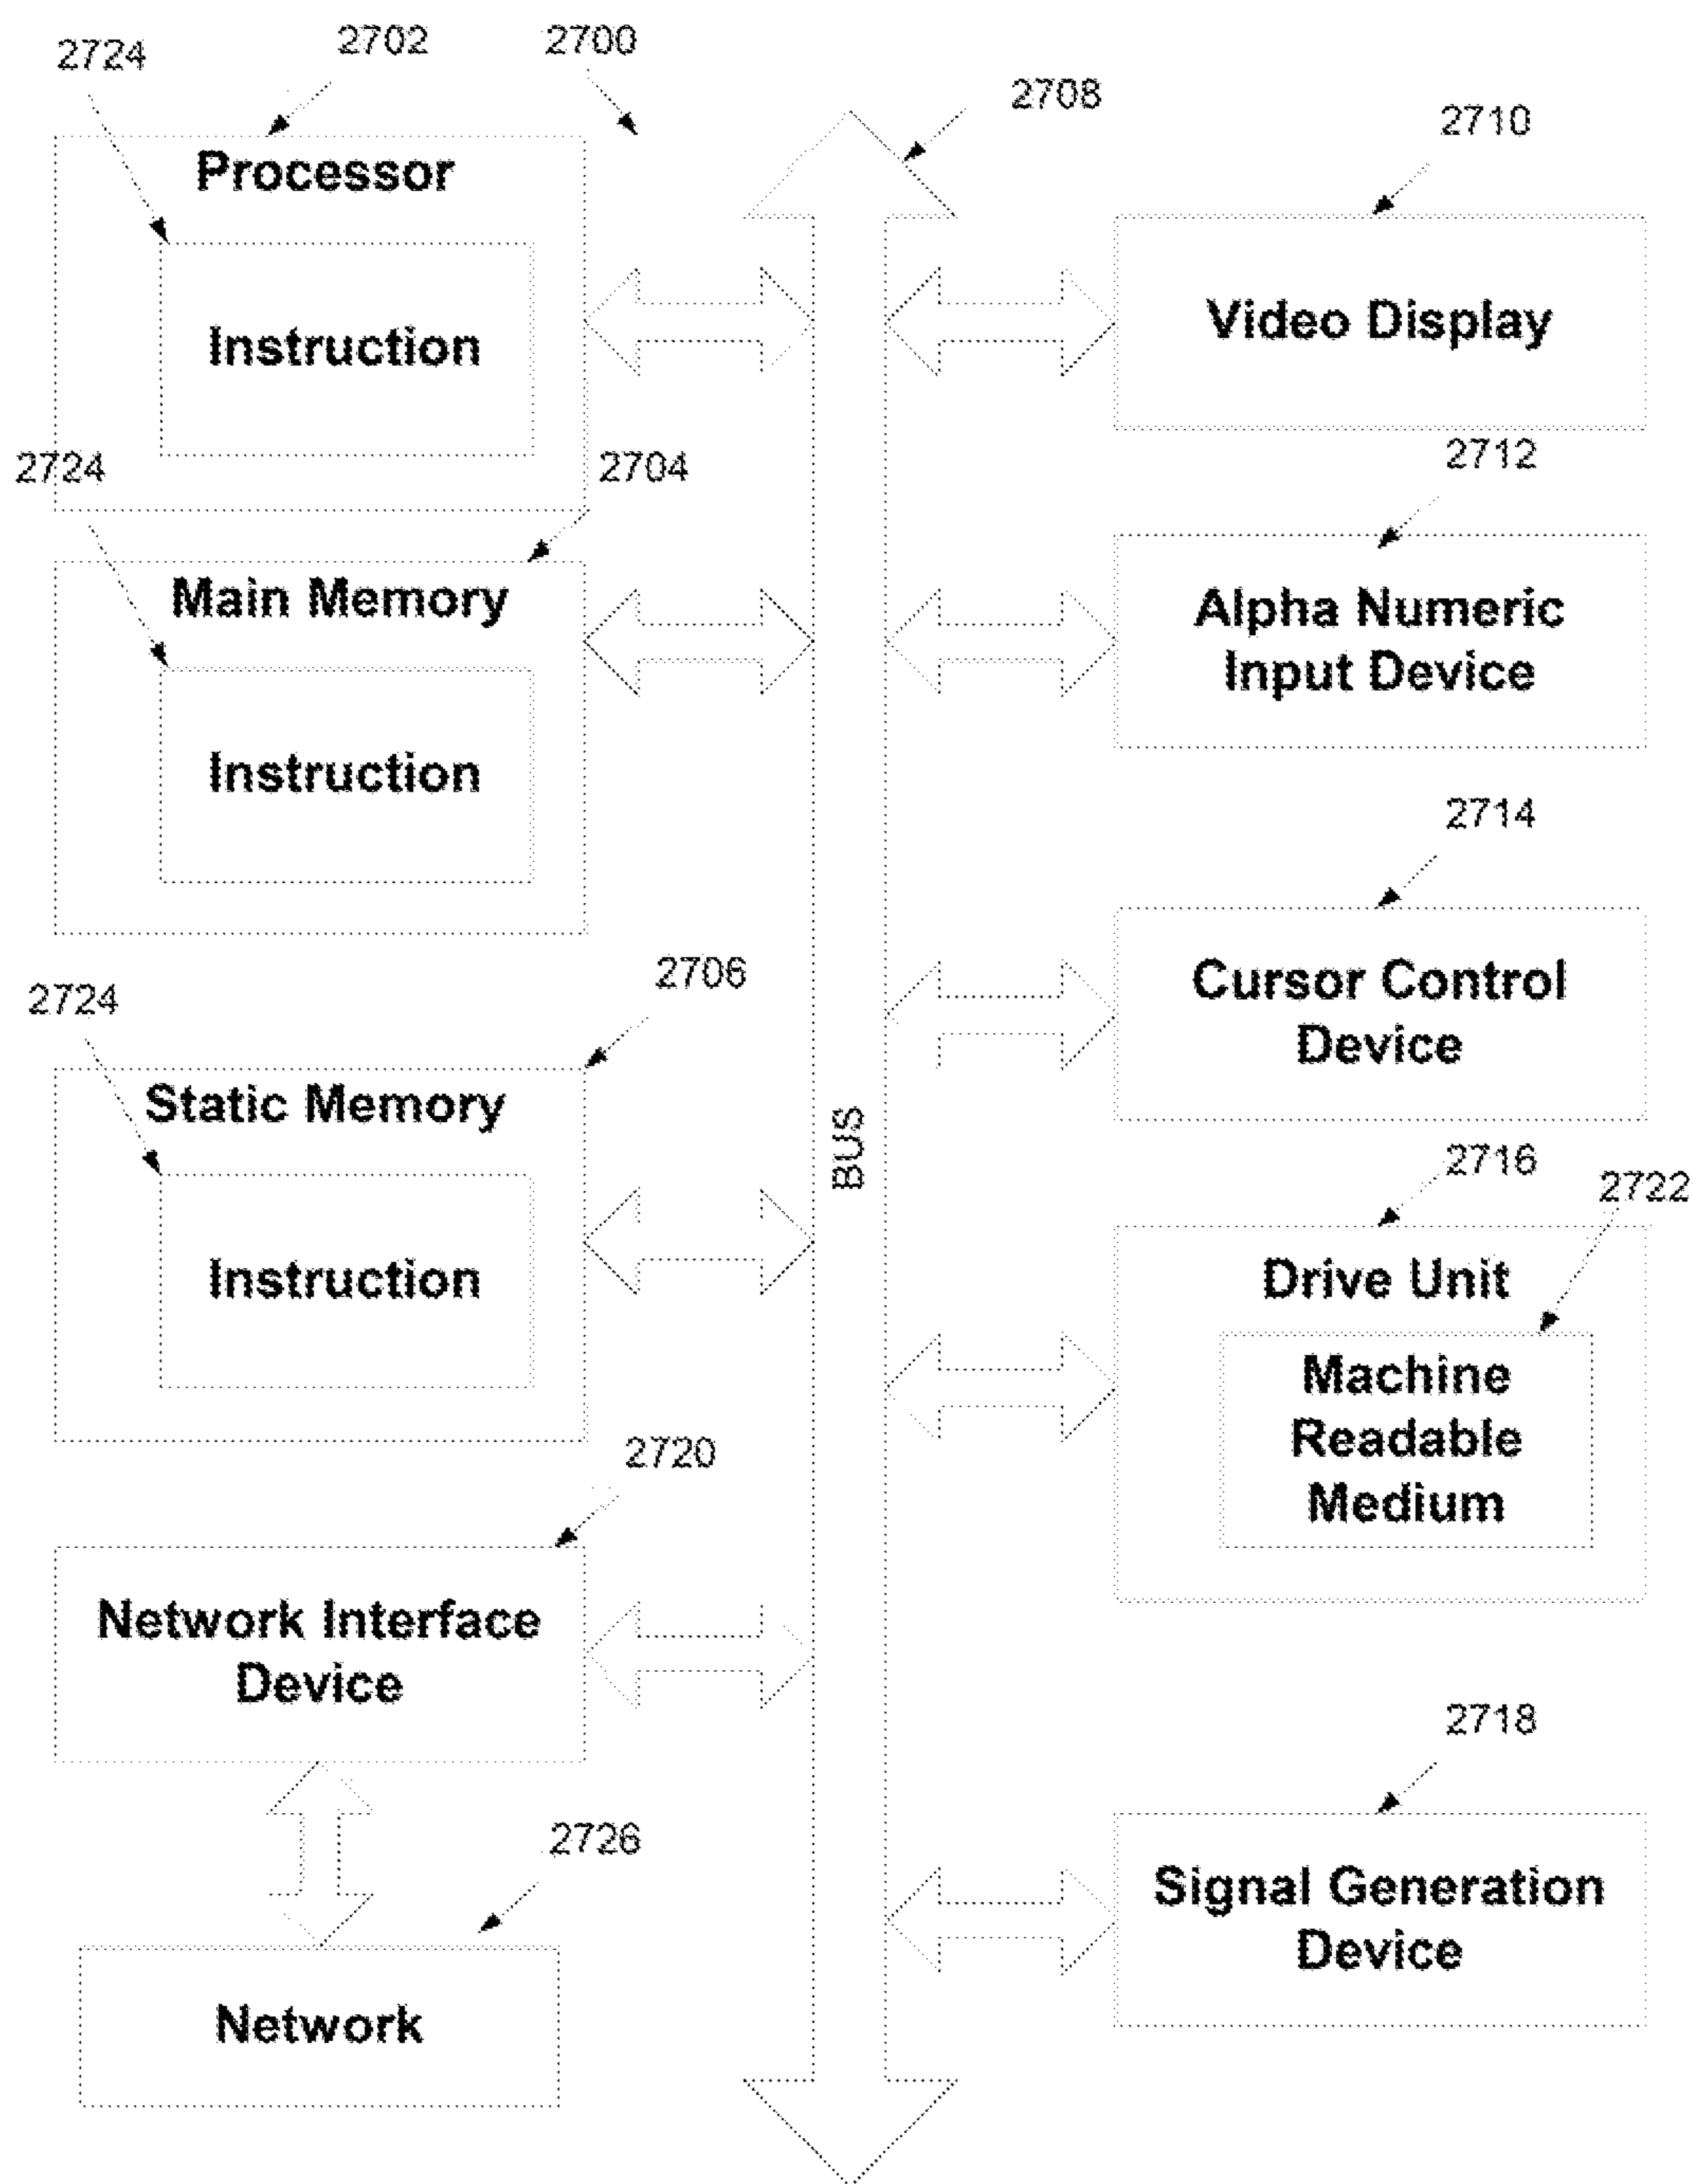 2724
2702
2700
2708
2710
Processor
Instruction
Video Display
2724
2704
2712
Main Memory
Instruction
Alpha Numeric
Input Device
2714
2724
2706
Cursor Control
Device
Static Memory
Instruction
BUS
2716
2722
Drive Unit
Machine
Readable
Medium
2720
Network Interface
Device
2718
2726
Signal Generation
Device
Network